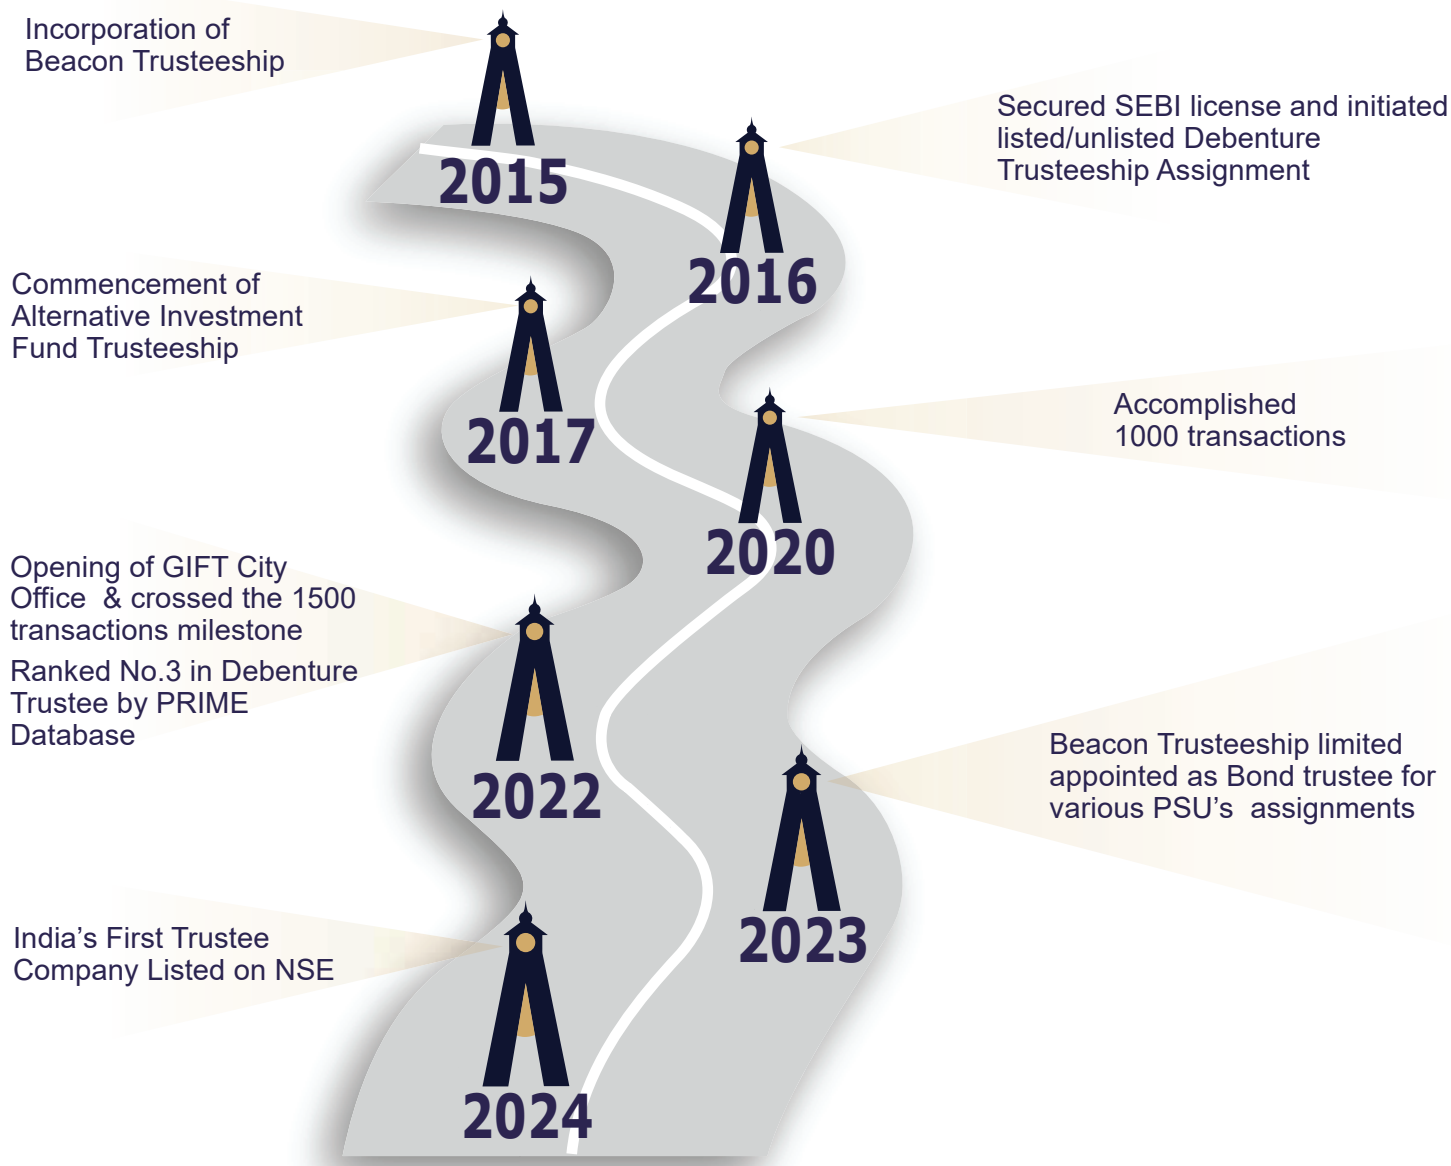 Incorporation of
Beacon Trusteeship
2015
Secured SEBI license and initiated
listed/unlisted Debenture
Trusteeship Assignment
2016
Commencement of
Alternative Investment
Fund Trusteeship
2017
Accomplished
1000 transactions
2020
Opening of GIFT City
Office  & crossed the 1500
transactions milestone
Ranked No.3 in Debenture
Trustee by PRIME
Database
2022
Beacon Trusteeship limited
appointed as Bond trustee for
various PSU’s  assignments
2023
India’s First Trustee
Company Listed on NSE
2024